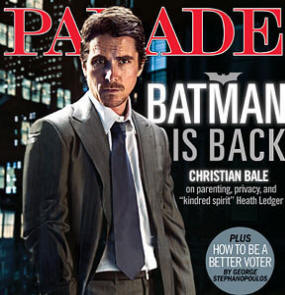 PARADE
BATMAN
IS BACK
CHRISTIAN BALE
on parenting, privacy, and
“kindred spirit” Heath Ledger
PLUS
HOW TO BE A
BETTER VOTER
BY GEORGE
STEPHANOPOULOS